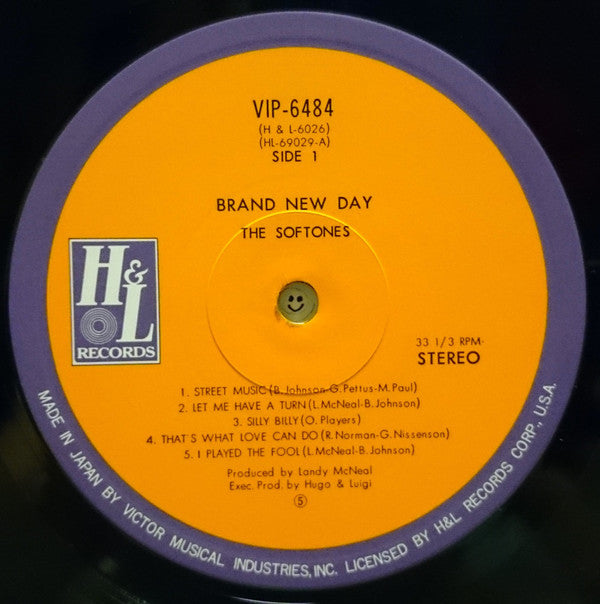 VIP-6484
(H & L-6026)
(HL-69029-A)
SIDE 1
BRAND NEW DAY
THE SOFTONES
H&L
RECORDS
33 1/3 RPM·
STEREO
1. STREET MUSIC(B. Johnson-G. Pettus-M. Paul)
2. LET ME HAVE A TURN(L. McNeal-B. Johnson)
3. SILLY BILLY(O. Players)
4. THAT'S WHAT LOVE CAN DO(R. Norman-G. Nissenson)
5. I PLAYED THE FOOL(L. McNeal-B. Johnson)
Produced by Landy McNeal
Exec. Prod. by Hugo & Luigi
⑤
MADE IN JAPAN BY VICTOR MUSICAL INDUSTRIES, INC. LICENSED BY H&L RECORDS CORP., U.S.A.